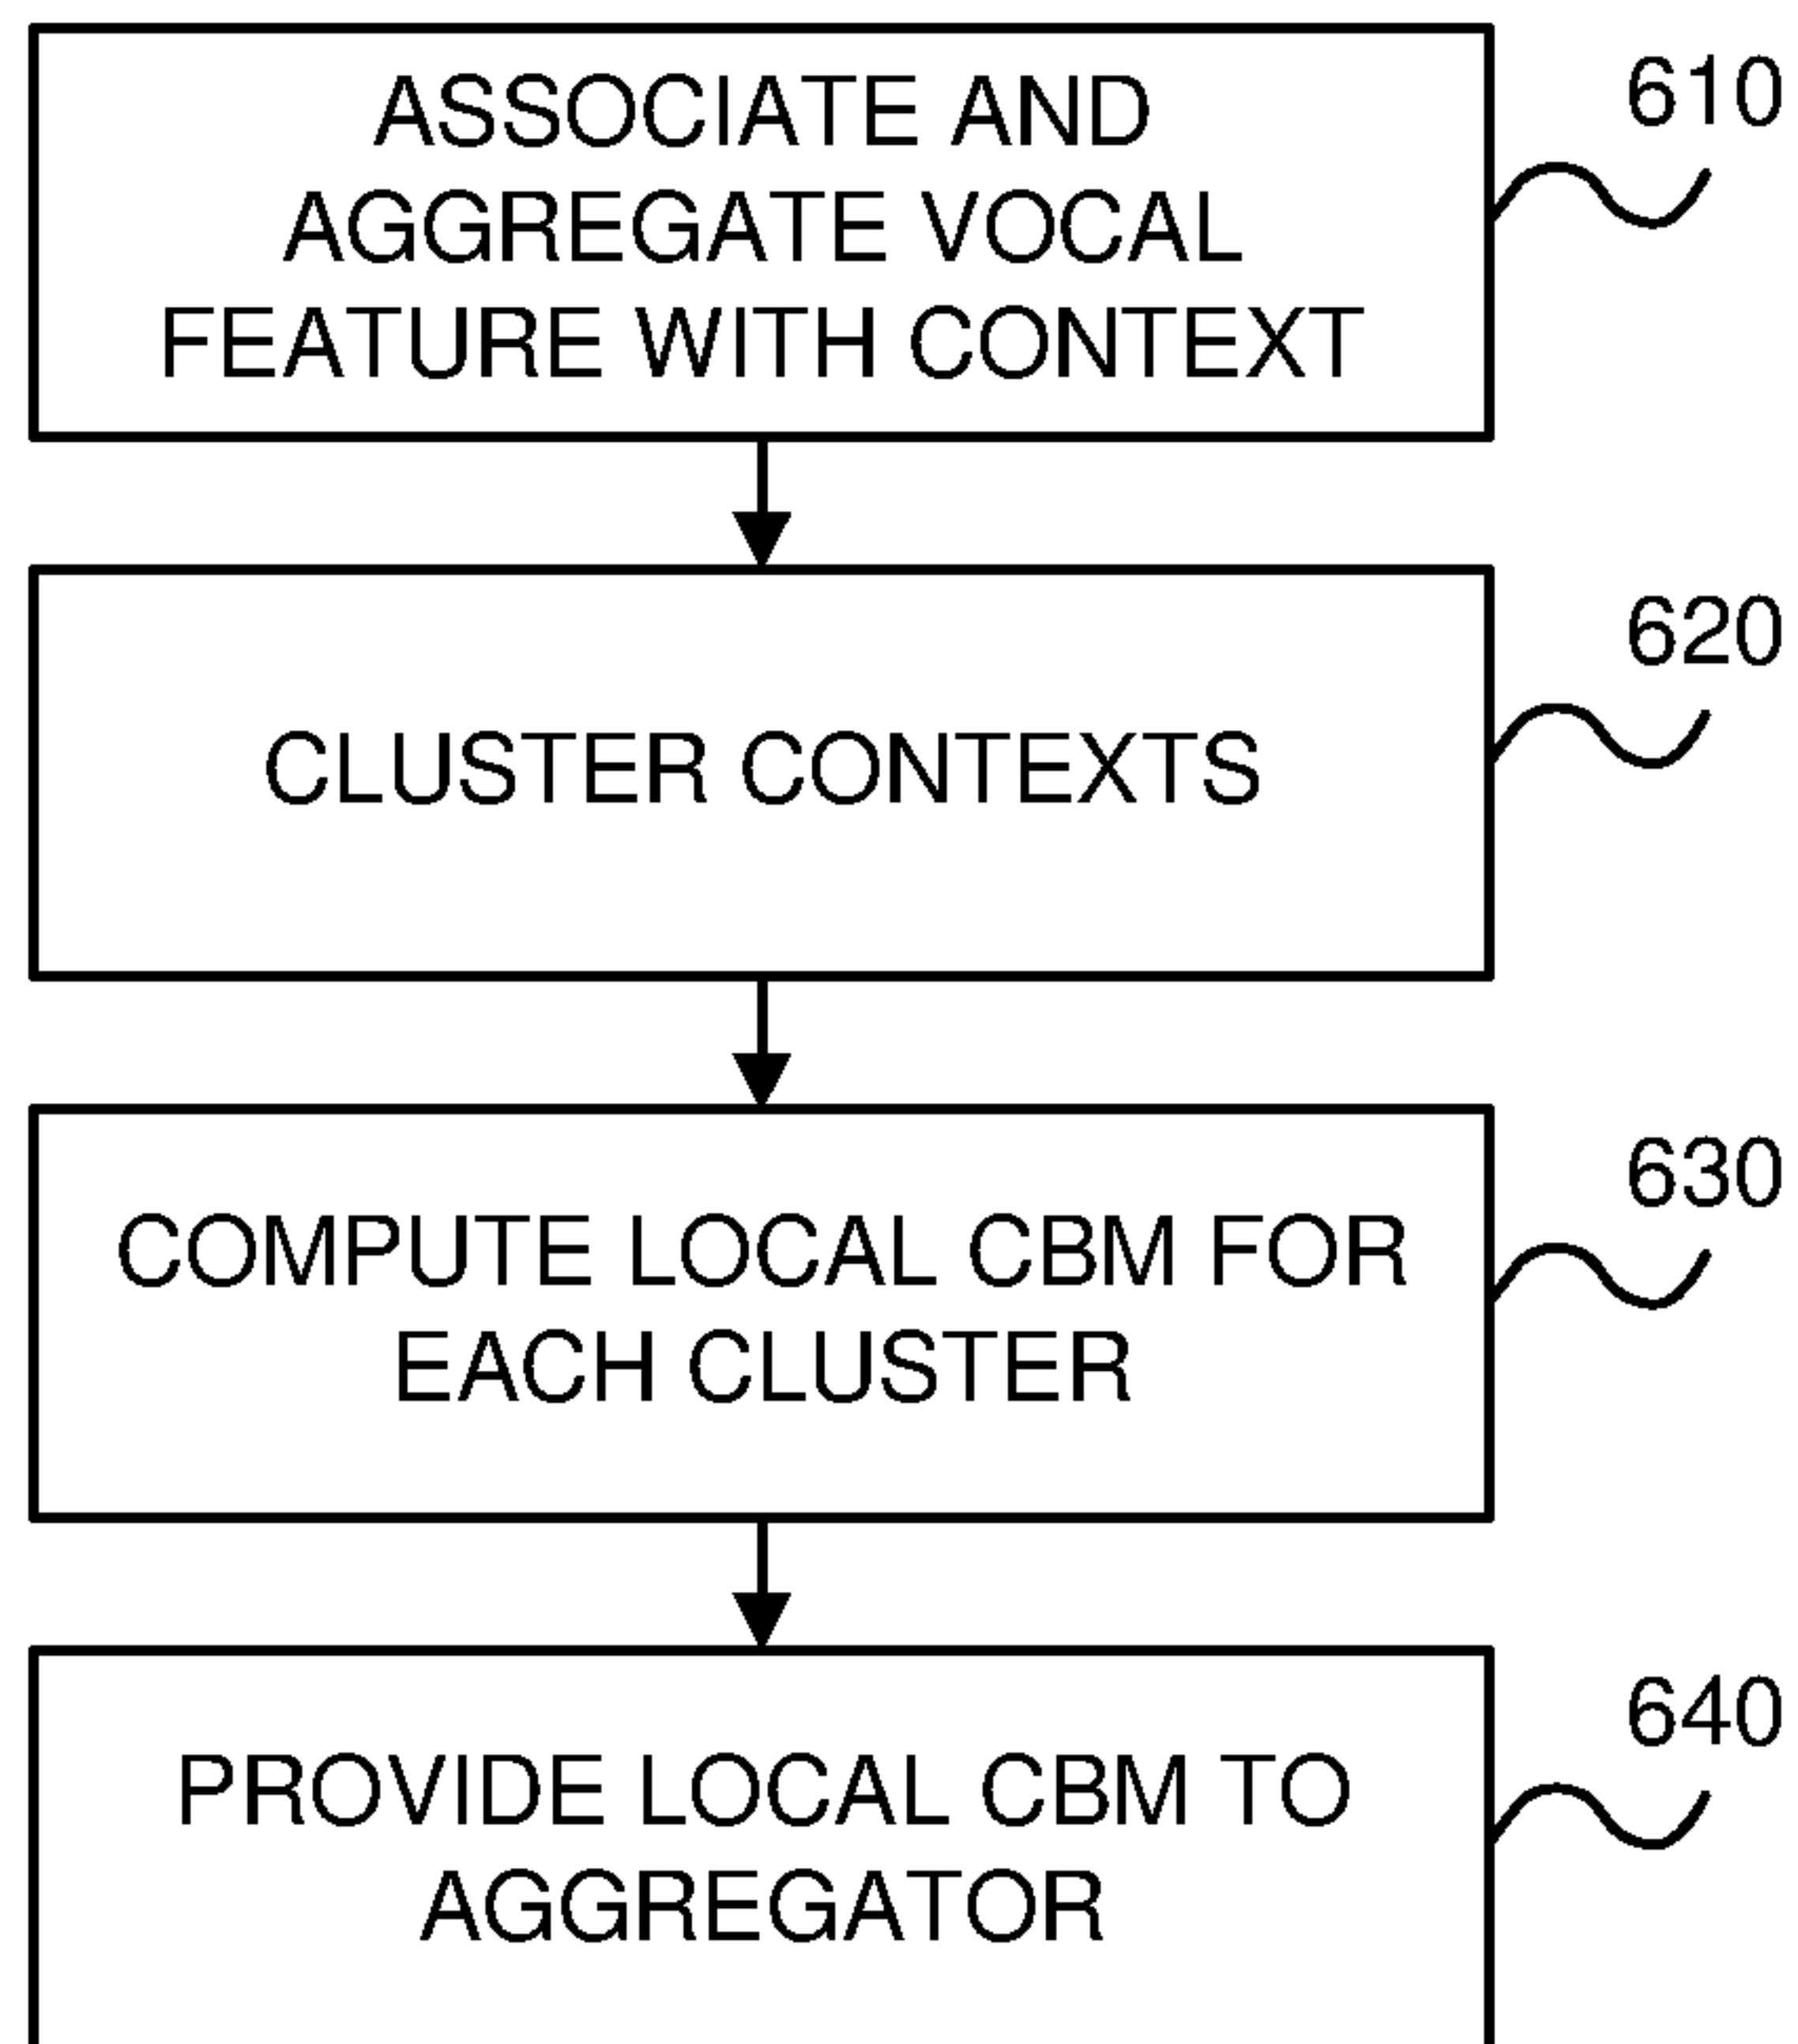 ASSOCIATE AND
AGGREGATE VOCAL
FEATURE WITH CONTEXT
610
CLUSTER CONTEXTS
620
COMPUTE LOCAL CBM FOR
EACH CLUSTER
630
PROVIDE LOCAL CBM TO
AGGREGATOR
640